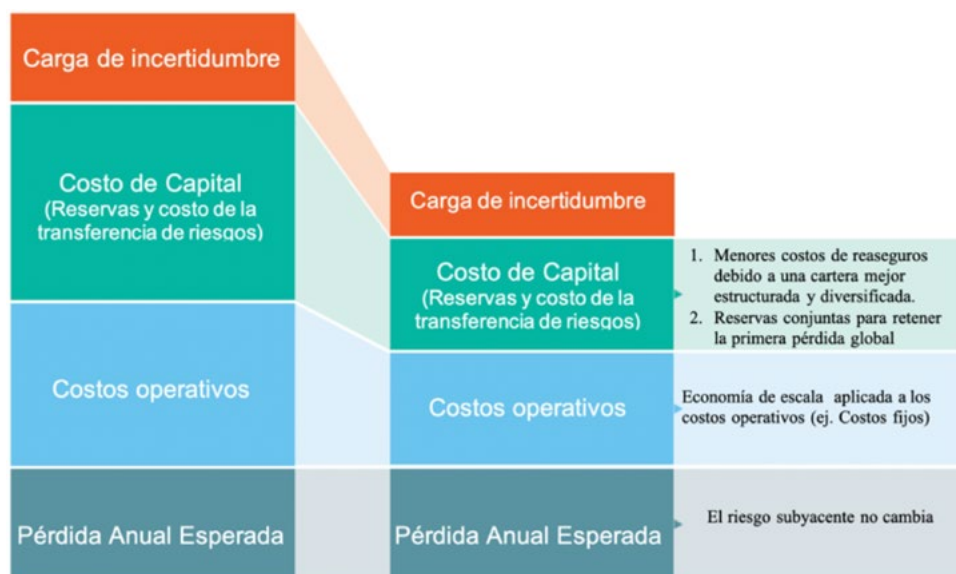 Carga de incertidumbre
Costo de Capital
(Reservas y costo de la
transferencia de riesgos)
Costos operativos
Pérdida Anual Esperada
Carga de incertidumbre
Costo de Capital
(Reservas y costo de la
transferencia de riesgos)
Costos operativos
Pérdida Anual Esperada
1. Menores costos de reaseguros
debido a una cartera mejor
estructurada y diversificada.
2. Reservas conjuntas para retener
la primera pérdida global
Economía de escala aplicada a los
costos operativos (ej. Costos fijos)
El riesgo subyacente no cambia